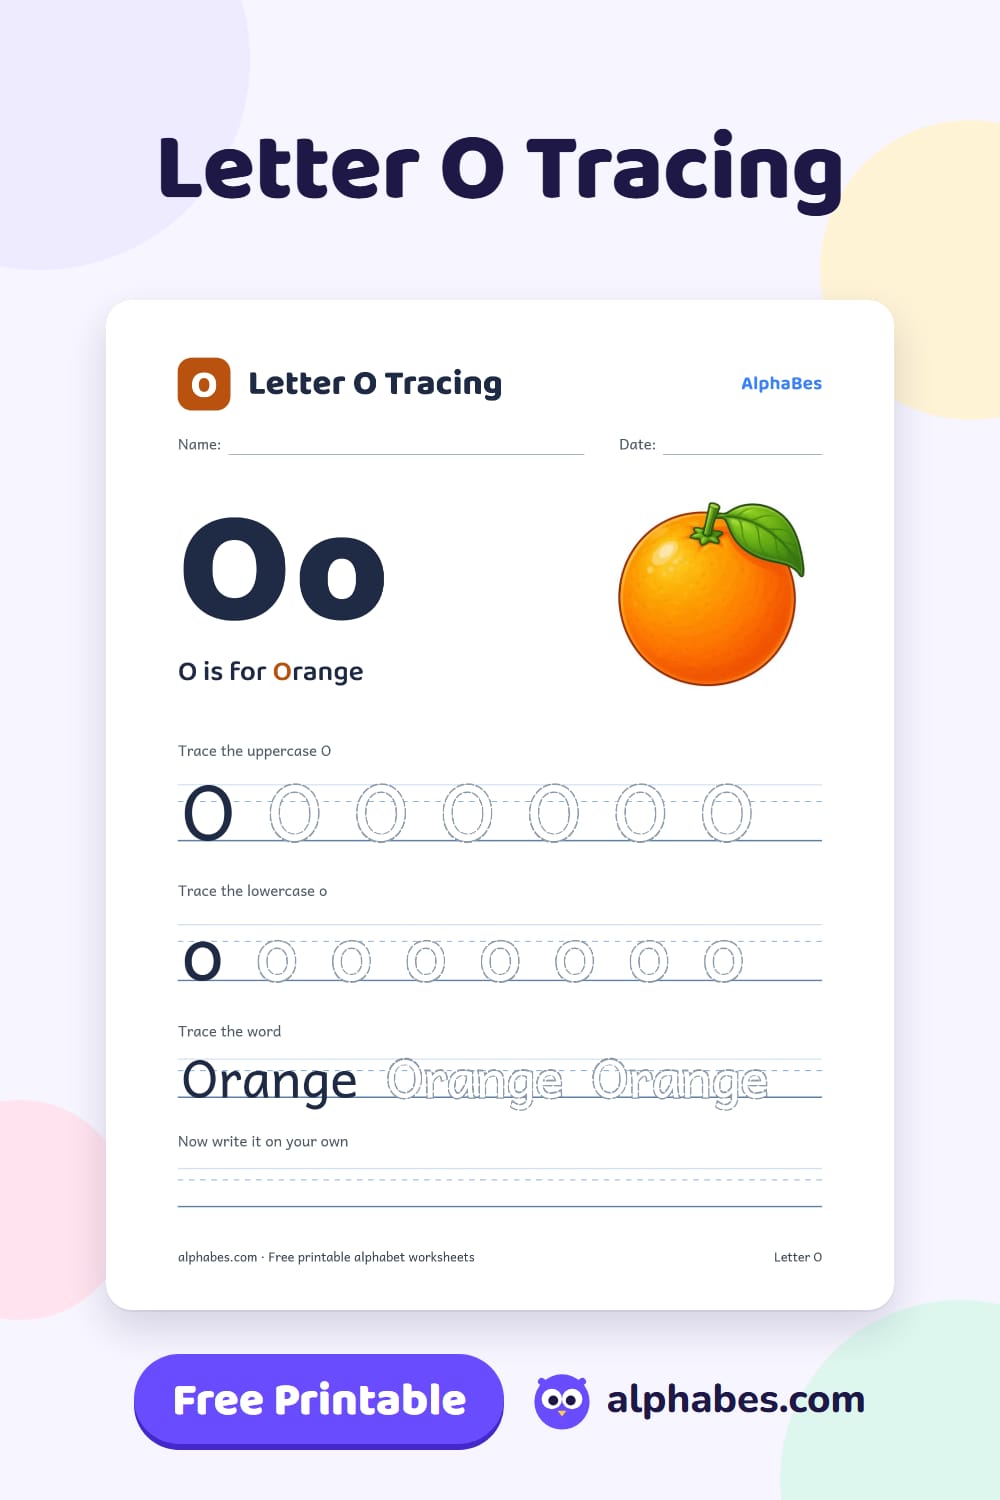 Letter O Tracing
O Letter O Tracing AlphaBes
Name: Date:
Oo
O is for Orange
Trace the uppercase O
O O O O O O O
Trace the lowercase o
o o o o o o o o
Trace the word
Orange Orange Orange
Now write it on your own
alphabes.com · Free printable alphabet worksheets Letter O
Free Printable alphabes.com